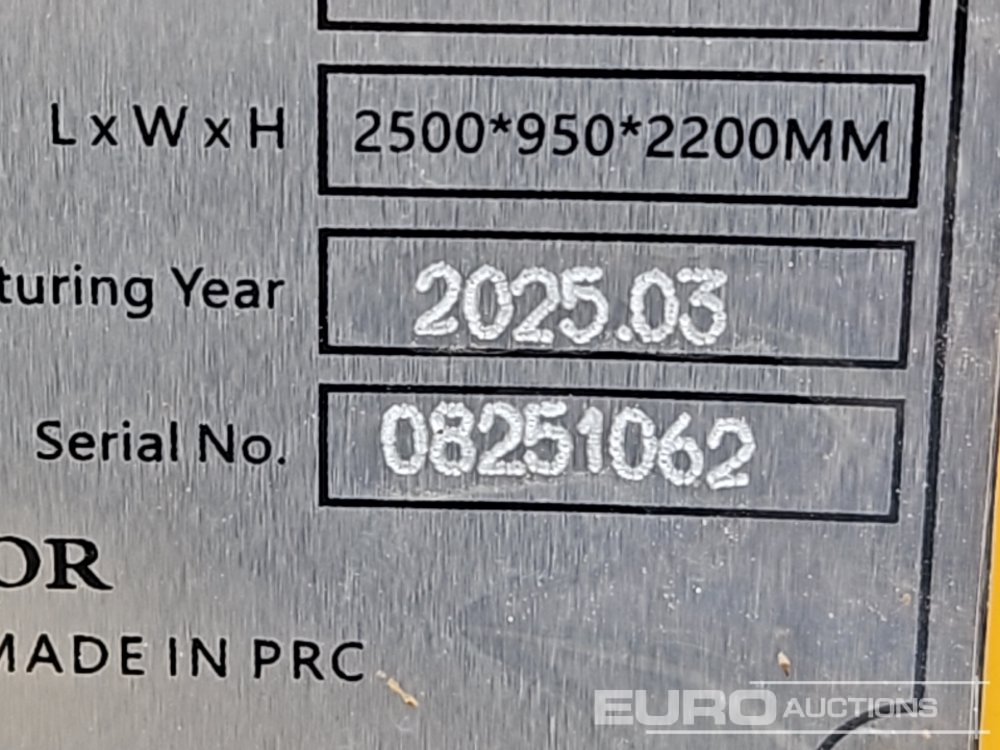 L x W x H 2500*950*2200MM
turing Year 2025.03
Serial No. 08251062
OR
MADE IN PRC
EURO AUCTIONS